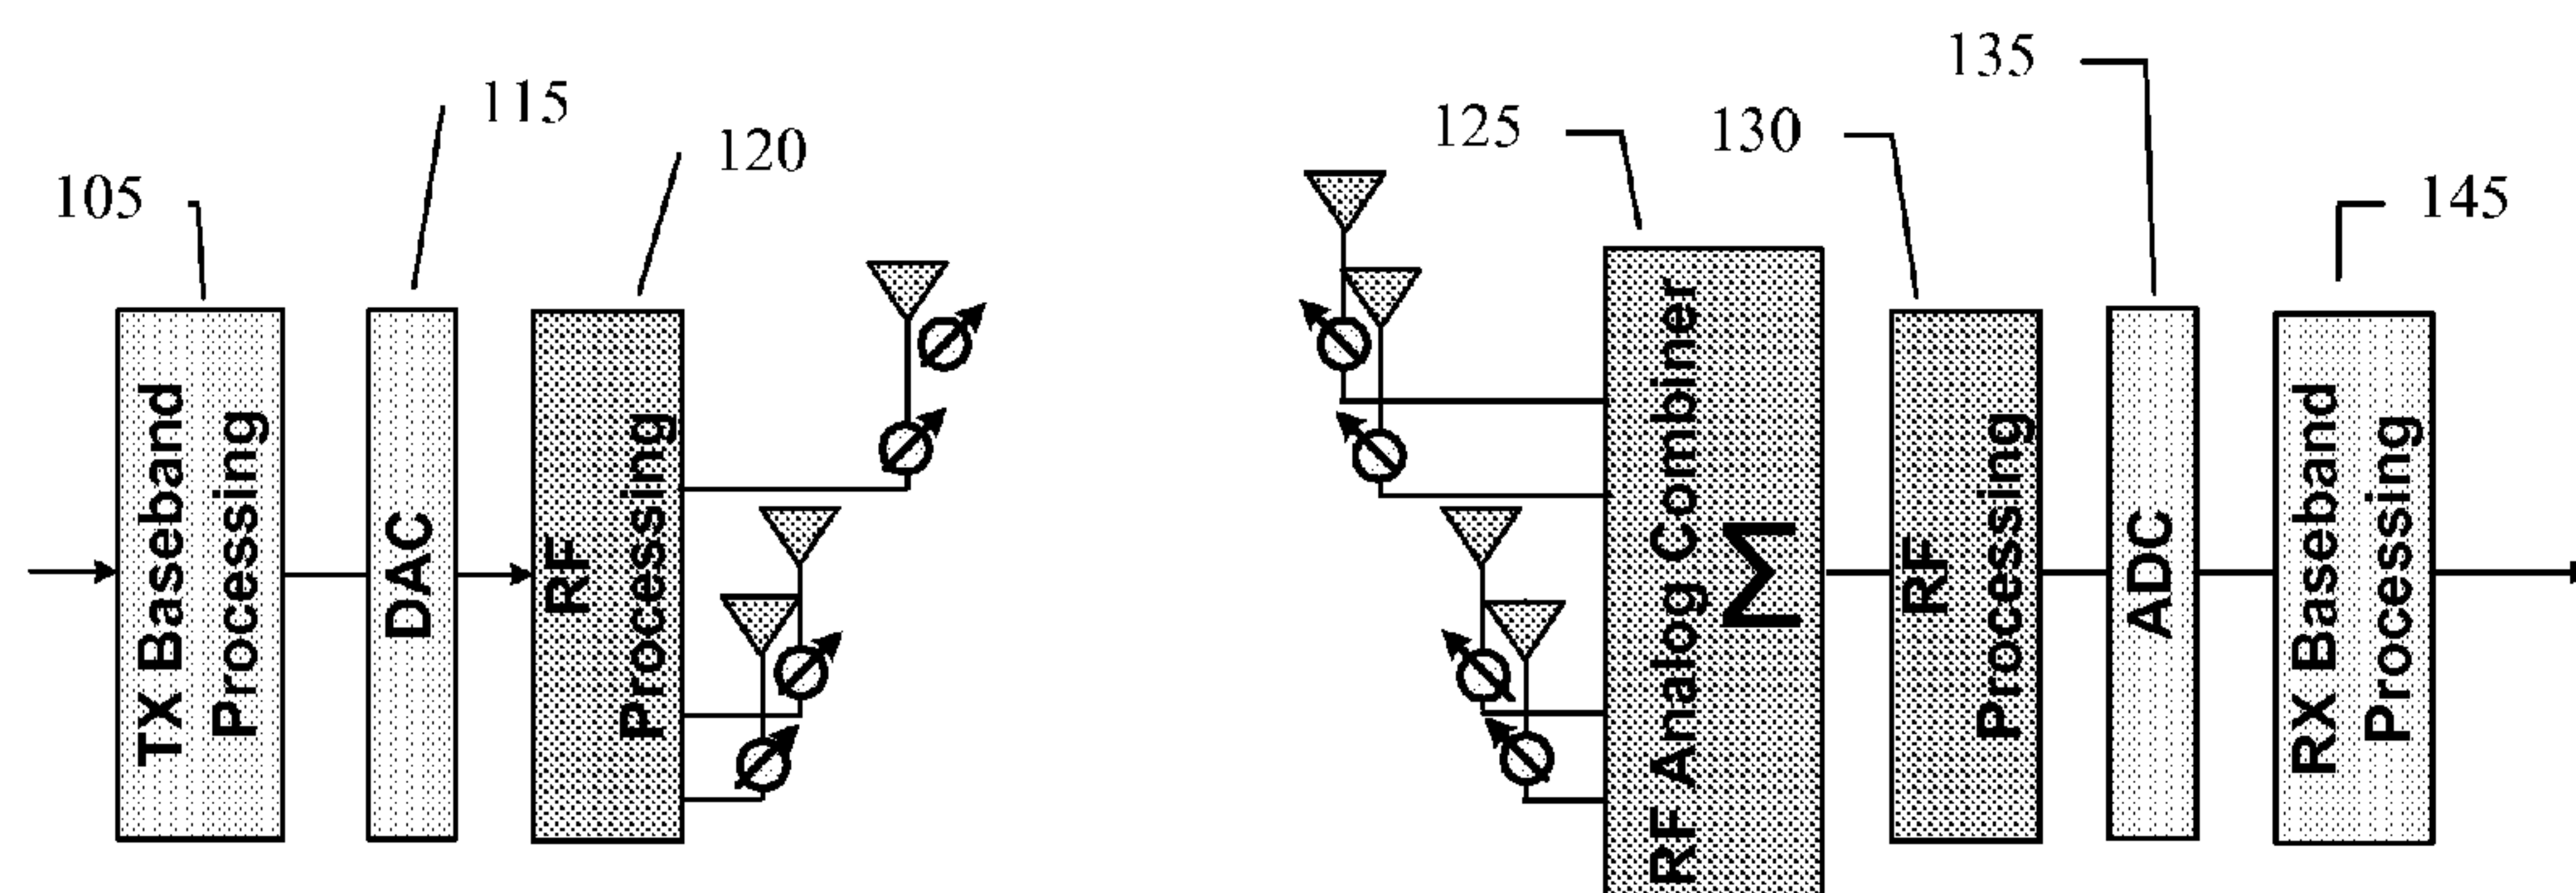 105
115
120
125
130
135
145
TX Baseband
Processing
DAC
RF
Processing
RF Analog Combiner
Σ
RF
Processing
ADC
RX Baseband
Processing